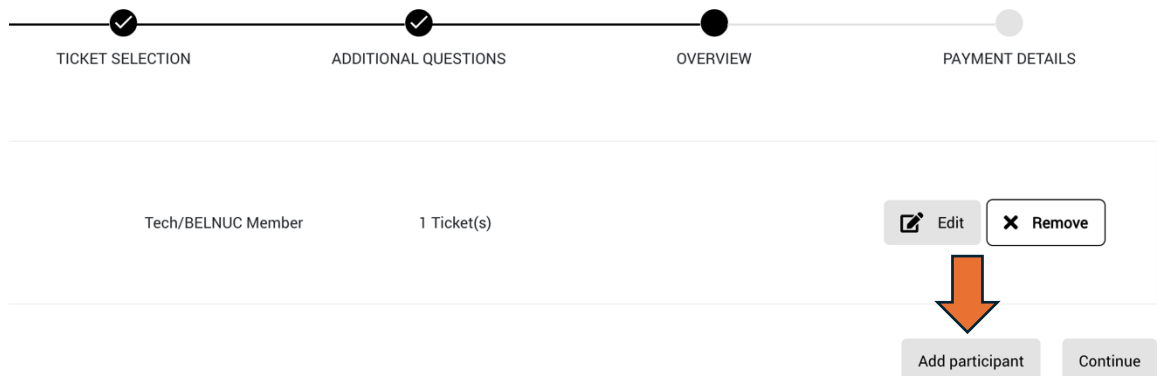 TICKET SELECTION ADDITIONAL QUESTIONS OVERVIEW PAYMENT DETAILS
Tech/BELNUC Member 1 Ticket(s) Edit Remove
Add participant Continue